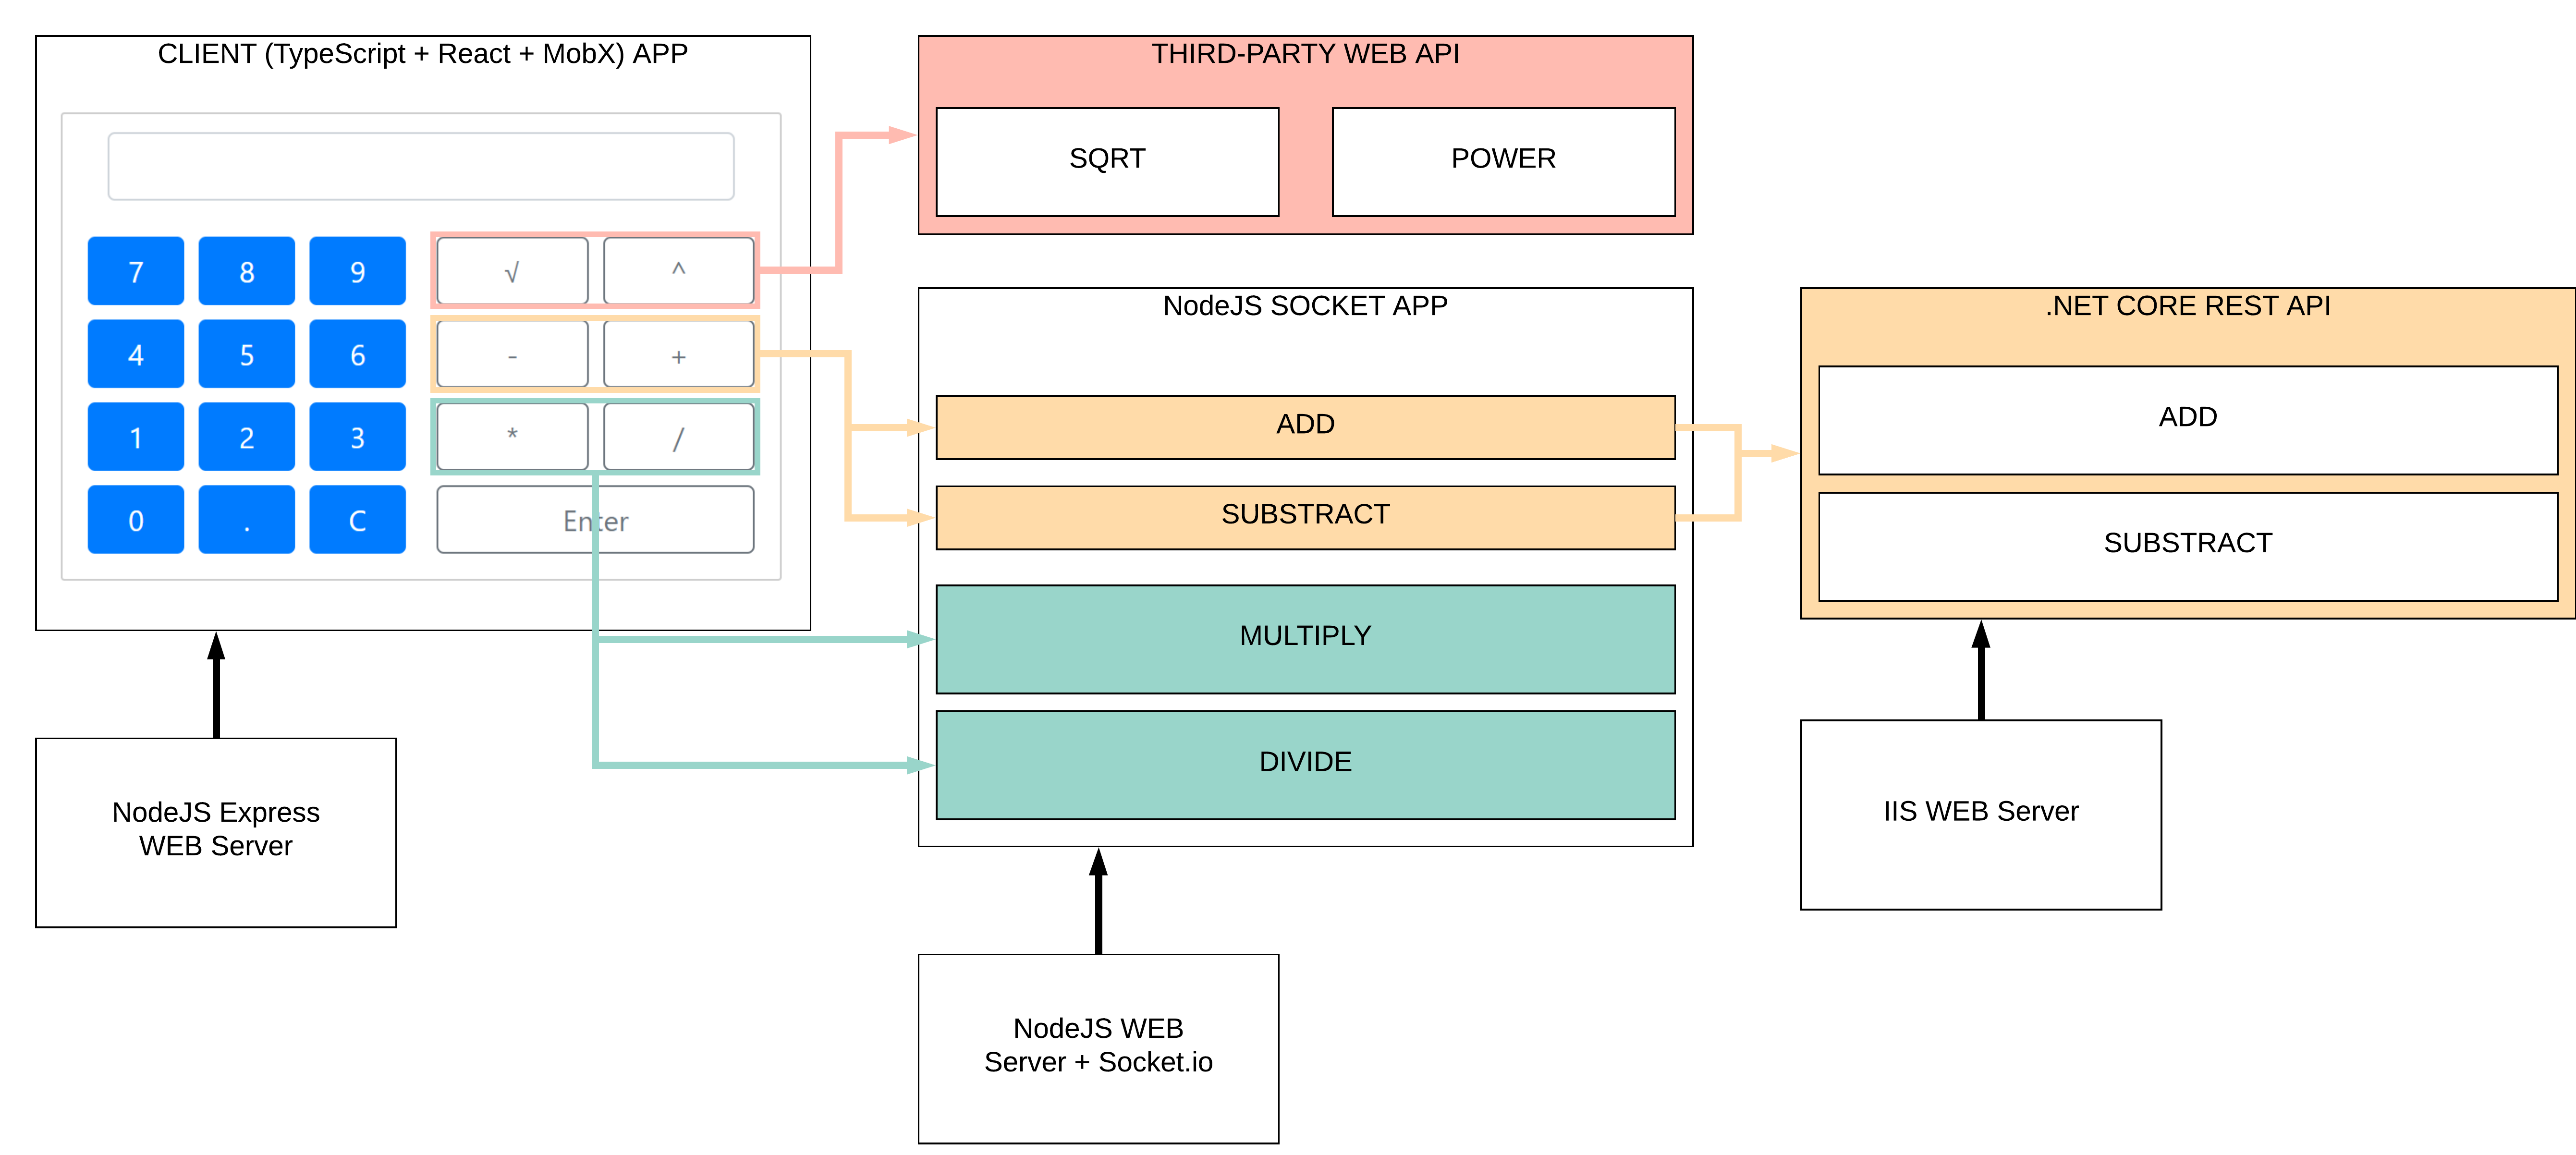 CLIENT (TypeScript + React + MobX) APP
7 8 9 √ ^
4 5 6 - +
1 2 3 * /
0 . C Enter
NodeJS Express
WEB Server
THIRD-PARTY WEB API
SQRT
POWER
NodeJS SOCKET APP
ADD
SUBSTRACT
MULTIPLY
DIVIDE
NodeJS WEB
Server + Socket.io
.NET CORE REST API
ADD
SUBSTRACT
IIS WEB Server